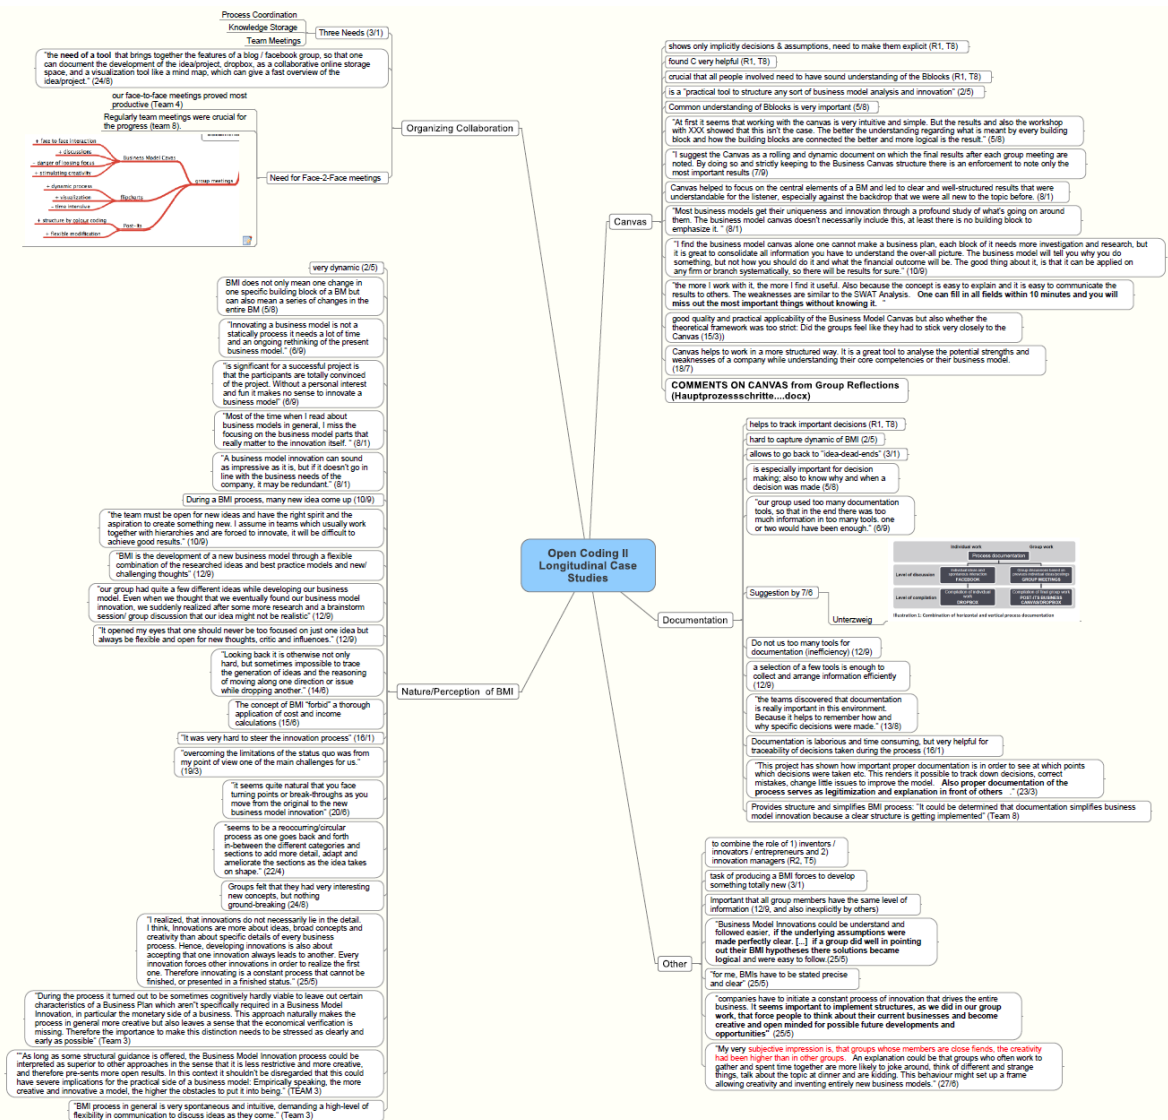 Process Coordination
Knowledge Storage
Team Meetings
Three Needs (3/1)
"the need of a tool that brings together the features of a blog / facebook group, so that one
can document the development of the idea/project, dropbox, as a collaborative online storage
space, and a visualization tool like a mind map, which can give a fast overview of the
idea/project." (24/8)
our face-to-face meetings proved most
productive (Team 4)
Regularly team meetings were crucial for
the progress (team 8).
+ face to face interaction
+ discussions
- danger of loosing focus
+ stimulating creativity
Business Model Cavas
+ dynamic process
+ visualization
- time intensive
flipcharts
+ structure by colour coding
+ flexible modification
Post-its
group meetings
Need for Face-2-Face meetings
Organizing Collaboration
very dynamic (2/5)
BMI does not only mean one change in
one specific building block of a BM but
can also mean a series of changes in the
entire BM (5/8)
"Innovating a business model is not a
statically process it needs a lot of time
and an ongoing rethinking of the present
business model." (6/9)
"is significant for a successful project is
that the participants are totally convinced
of the project. Without a personal interest
and fun it makes no sense to innovate a
business model" (6/9)
"Most of the time when I read about
business models in general, I miss the
focusing on the business model parts that
really matter to the innovation itself. " (8/1)
"A business model innovation can sound
as impressive as it is, but if it doesn't go in
line with the business needs of the
company, it may be redundant." (8/1)
During a BMI process, many new idea come up (10/9)
"the team must be open for new ideas and have the right spirit and the
aspiration to create something new. I assume in teams which usually work
together with hierarchies and are forced to innovate, it will be difficult to
achieve good results." (10/9)
"BMI is the development of a new business model through a flexible
combination of the researched ideas and best practice models and new/
challenging thoughts" (12/9)
"our group had quite a few different ideas while developing our business
model. Even when we thought that we eventually found our business model
innovation, we suddenly realized after some more research and a brainstorm
session/ group discussion that our idea might not be realistic" (12/9)
"It opened my eyes that one should never be too focused on just one idea but
always be flexible and open for new thoughts, critic and influences." (12/9)
"Looking back it is otherwise not only
hard, but sometimes impossible to trace
the generation of ideas and the reasoning
of moving along one direction or issue
while dropping another." (14/6)
The concept of BMI "forbid" a thorough
application of cost and income
calculations (15/6)
"It was very hard to steer the innovation process" (16/1)
"overcoming the limitations of the status quo was from
my point of view one of the main challenges for us."
(19/3)
"it seems quite natural that you face
turning points or break-throughs as you
move from the original to the new
business model innovation" (20/6)
"seems to be a reoccurring/circular
process as one goes back and forth
in-between the different categories and
sections to add more detail, adapt and
ameliorate the sections as the idea takes
on shape." (22/4)
Groups felt that they had very interesting
new concepts, but nothing
ground-breaking (24/8)
"I realized, that innovations do not necessarily lie in the detail.
I think, Innovations are more about ideas, broad concepts and
creativity than about specific details of every business
process. Hence, developing innovations is also about
accepting that one innovation always leads to another. Every
innovation forces other innovations in order to realize the first
one. Therefore innovating is a constant process that cannot be
finished, or presented in a finished status." (25/5)
"During the process it turned out to be sometimes cognitively hardly viable to leave out certain
characteristics of a Business Plan which aren"t specifically required in a Business Model
Innovation, in particular the monetary side of a business. This approach naturally makes the
process in general more creative but also leaves a sense that the economical verification is
missing. Therefore the importance to make this distinction needs to be stressed as clearly and
early as possible" (Team 3)
""As long as some structural guidance is offered, the Business Model Innovation process could be
interpreted as superior to other approaches in the sense that it is less restrictive and more creative,
and therefore pre-sents more open results. In this context it shouldn't be disregarded that this could
have severe implications for the practical side of a business model: Empirically speaking, the more
creative and innovative a model, the higher the obstacles to put it into being." (TEAM 3)
"BMI process in general is very spontaneous and intuitive, demanding a high-level of
flexibility in communication to discuss ideas as they come." (Team 3)
Nature/Perception of BMI
Open Coding II
Longitudinal Case
Studies
Canvas
shows only implicitly decisions & assumptions, need to make them explicit (R1, T8)
found C very helpful (R1, T8)
crucial that all people involved need to have sound understanding of the Bblocks (R1, T8)
is a "practical tool to structure any sort of business model analysis and innovation" (2/5)
Common understanding of Bblocks is very important (5/8)
"At first it seems that working with the canvas is very intuitive and simple. But the results and also the workshop
with XXX showed that this isn't the case. The better the understanding regarding what is meant by every building
block and how the building blocks are connected the better and more logical is the result." (5/8)
"I suggest the Canvas as a rolling and dynamic document on which the final results after each group meeting are
noted. By doing so and strictly keeping to the Business Canvas structure there is an enforcement to note only the
most important results (7/9)
Canvas helped to focus on the central elements of a BM and led to clear and well-structured results that were
understandable for the listener, especially against the backdrop that we were all new to the topic before. (8/1)
"Most business models get their uniqueness and innovation through a profound study of what's going on around
them. The business model canvas doesn't necessarily include this, at least there is no building block to
emphasize it. " (8/1)
"I find the business model canvas alone one cannot make a business plan, each block of it needs more investigation and research, but
it is great to consolidate all information you have to understand the over-all picture. The business model will tell you why you do
something, but not how you should do it and what the financial outcome will be. The good thing about it, is that it can be applied on
any firm or branch systematically, so there will be results for sure." (10/9)
"the more I work with it, the more I find it useful. Also because the concept is easy to explain and it is easy to communicate the
results to others. The weaknesses are similar to the SWAT Analysis. One can fill in all fields within 10 minutes and you will
miss out the most important things without knowing it. "
good quality and practical applicability of the Business Model Canvas but also whether the
theoretical framework was too strict: Did the groups feel like they had to stick very closely to the
Canvas (15/3))
Canvas helps to work in a more structured way. It is a great tool to analyse the potential strengths and
weaknesses of a company while understanding their core competencies or their business model.
(18/7)
COMMENTS ON CANVAS from Group Reflections
(Hauptprozessschritte....docx)
Documentation
helps to track important decisions (R1, T8)
hard to capture dynamic of BMI (2/5)
allows to go back to "idea-dead-ends" (3/1)
is especially important for decision
making; also to know why and when a
decision was made (5/8)
"our group used too many documentation
tools, so that in the end there was too
much information in too many tools. one
or two would have been enough." (6/9)
Suggestion by 7/6
Unterzweig
Individual work
Group work
Process documentation
Level of discussion
FACEBOOK
GROUP MEETINGS
Level of completion
Completion of individual
work
DROPBOX
Completion of final group work
POST-ITS BUSINESS
CANVAS/DROPBOX
Illustration 1: Combination of horizontal and vertical process documentation
Do not us too many tools for
documentation (inefficiency) (12/9)
a selection of a few tools is enough to
collect and arrange information efficiently
(12/9)
"the teams discovered that documentation
is really important in this environment.
Because it helps to remember how and
why specific decisions were made." (13/8)
Documentation is laborious and time consuming, but very helpful for
traceability of decisions taken during the process (16/1)
"This project has shown how important proper documentation is in order to see at which points
which decisions were taken etc. This renders it possible to track down decisions, correct
mistakes, change little issues to improve the model. Also proper documentation of the
process serves as legitimization and explanation in front of others ." (23/3)
Provides structure and simplifies BMI process: "It could be determined that documentation simplifies business
model innovation because a clear structure is getting implemented" (Team 8)
Other
to combine the role of 1) inventors /
innovators / entrepreneurs and 2)
innovation managers (R2, T5)
task of producing a BMI forces to develop
something totally new (3/1)
Important that all group members have the same level of
information (12/9, and also inexplicitly by others)
"Business Model Innovations could be understand and
followed easier, if the underlying assumptions were
made perfectly clear. [...] if a group did well in pointing
out their BMI hypotheses there solutions became
logical and were easy to follow.(25/5)
"for me, BMIs have to be stated precise
and clear" (25/5)
"companies have to initiate a constant process of innovation that drives the entire
business. It seems important to implement structures, as we did in our group
work, that force people to think about their current businesses and become
creative and open minded for possible future developments and
opportunities" (25/5)
"My very subjective impression is, that groups whose members are close fiends, the creativity
had been higher than in other groups. An explanation could be that groups who often work to
gather and spent time together are more likely to joke around, think of different and strange
things, talk about the topic at dinner and are kidding. This behaviour might set up a frame
allowing creativity and inventing entirely new business models." (27/6)